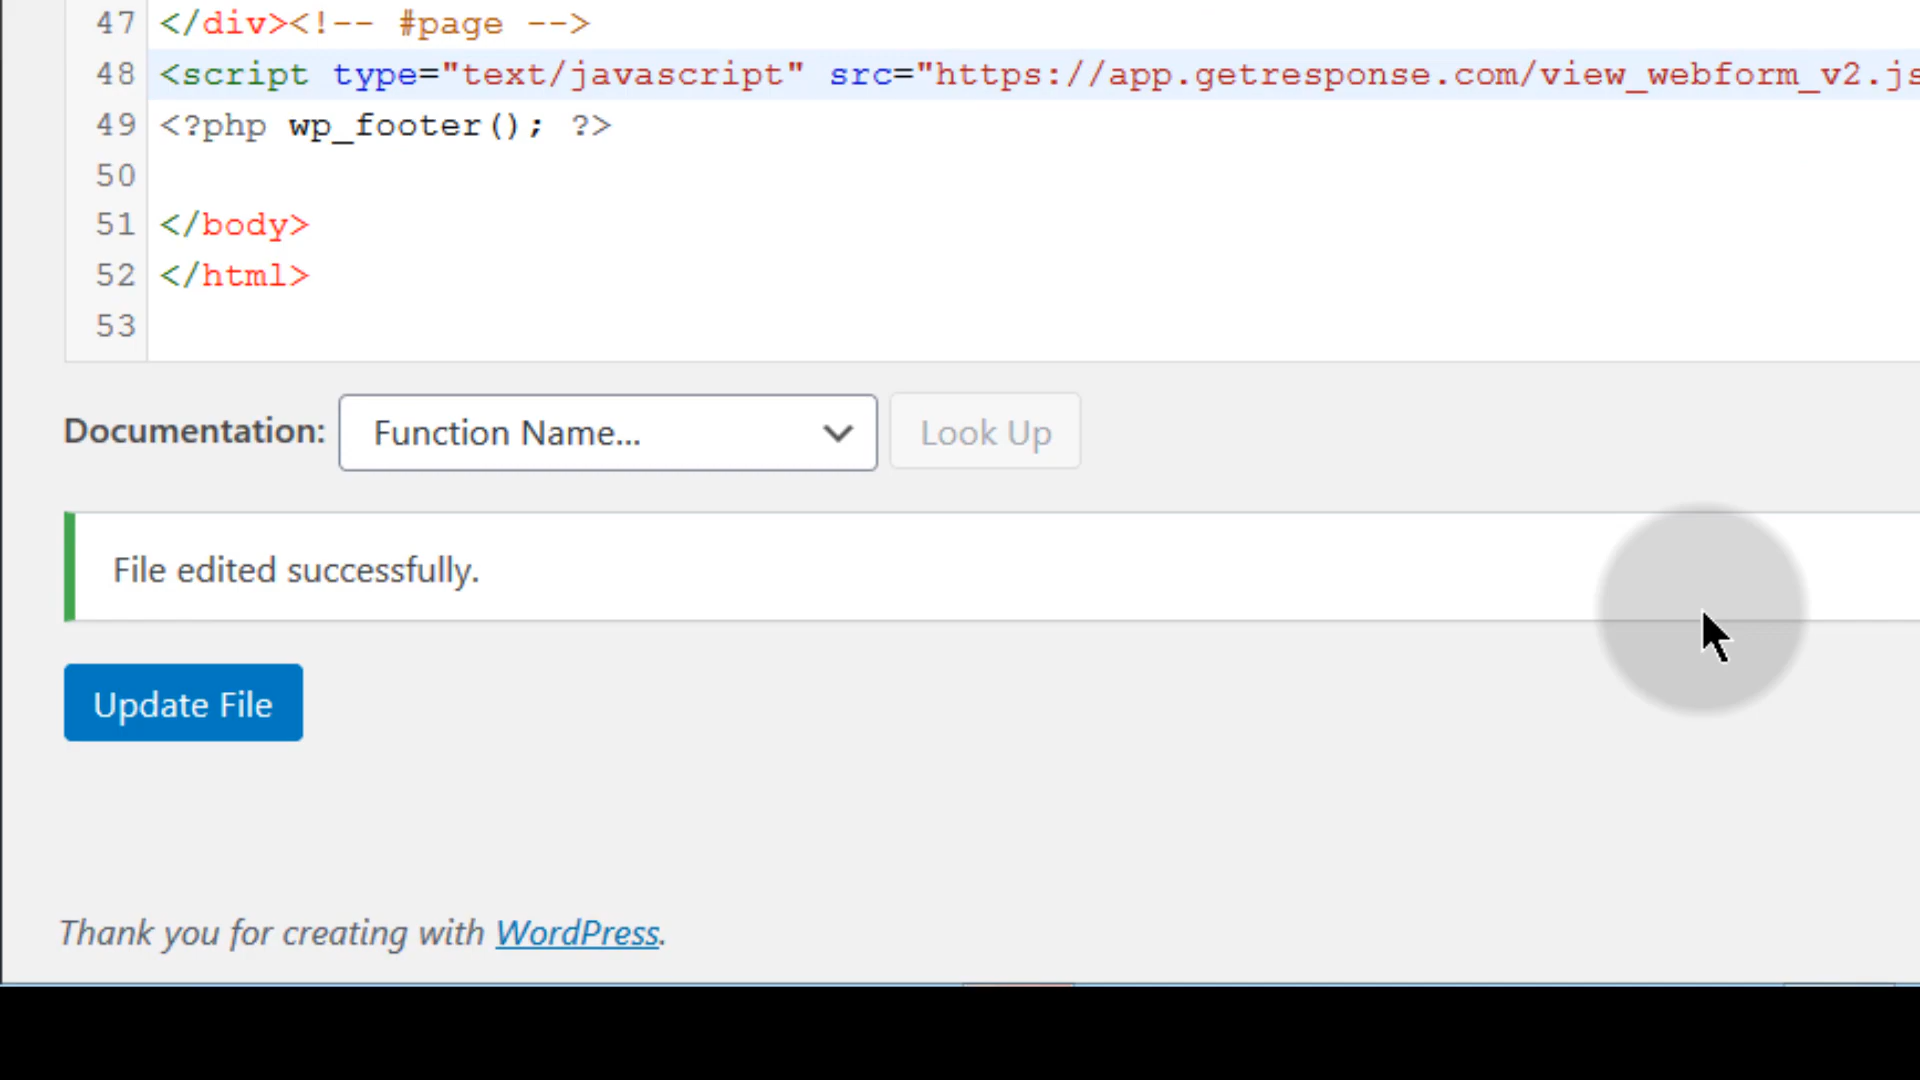 47 </div><!-- #page -->
48 <script type="text/javascript" src="https://app.getresponse.com/view_webform_v2.js
49 <?php wp_footer(); ?>
50
51 </body>
52 </html>
53
Documentation: Function Name... Look Up
File edited successfully.
Update File
Thank you for creating with WordPress.